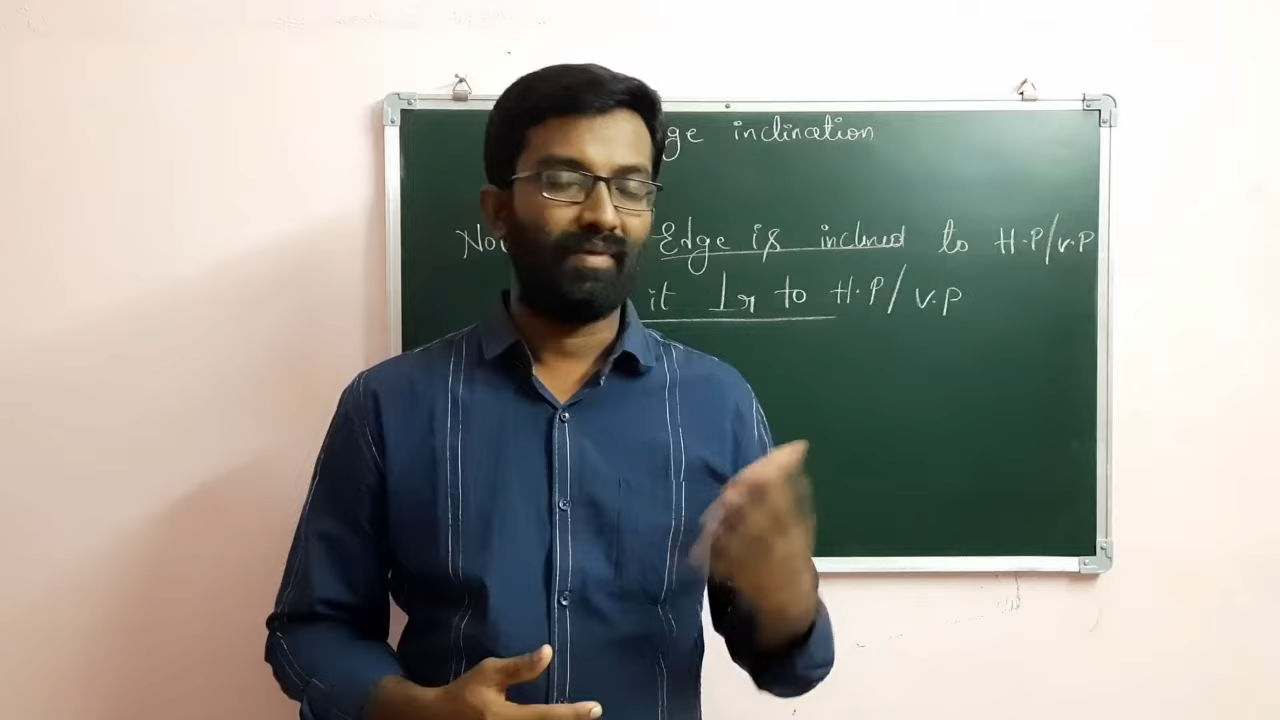 ge inclination
Edge is inclined to H.P/V.P
it ⊥r to H.P/V.P